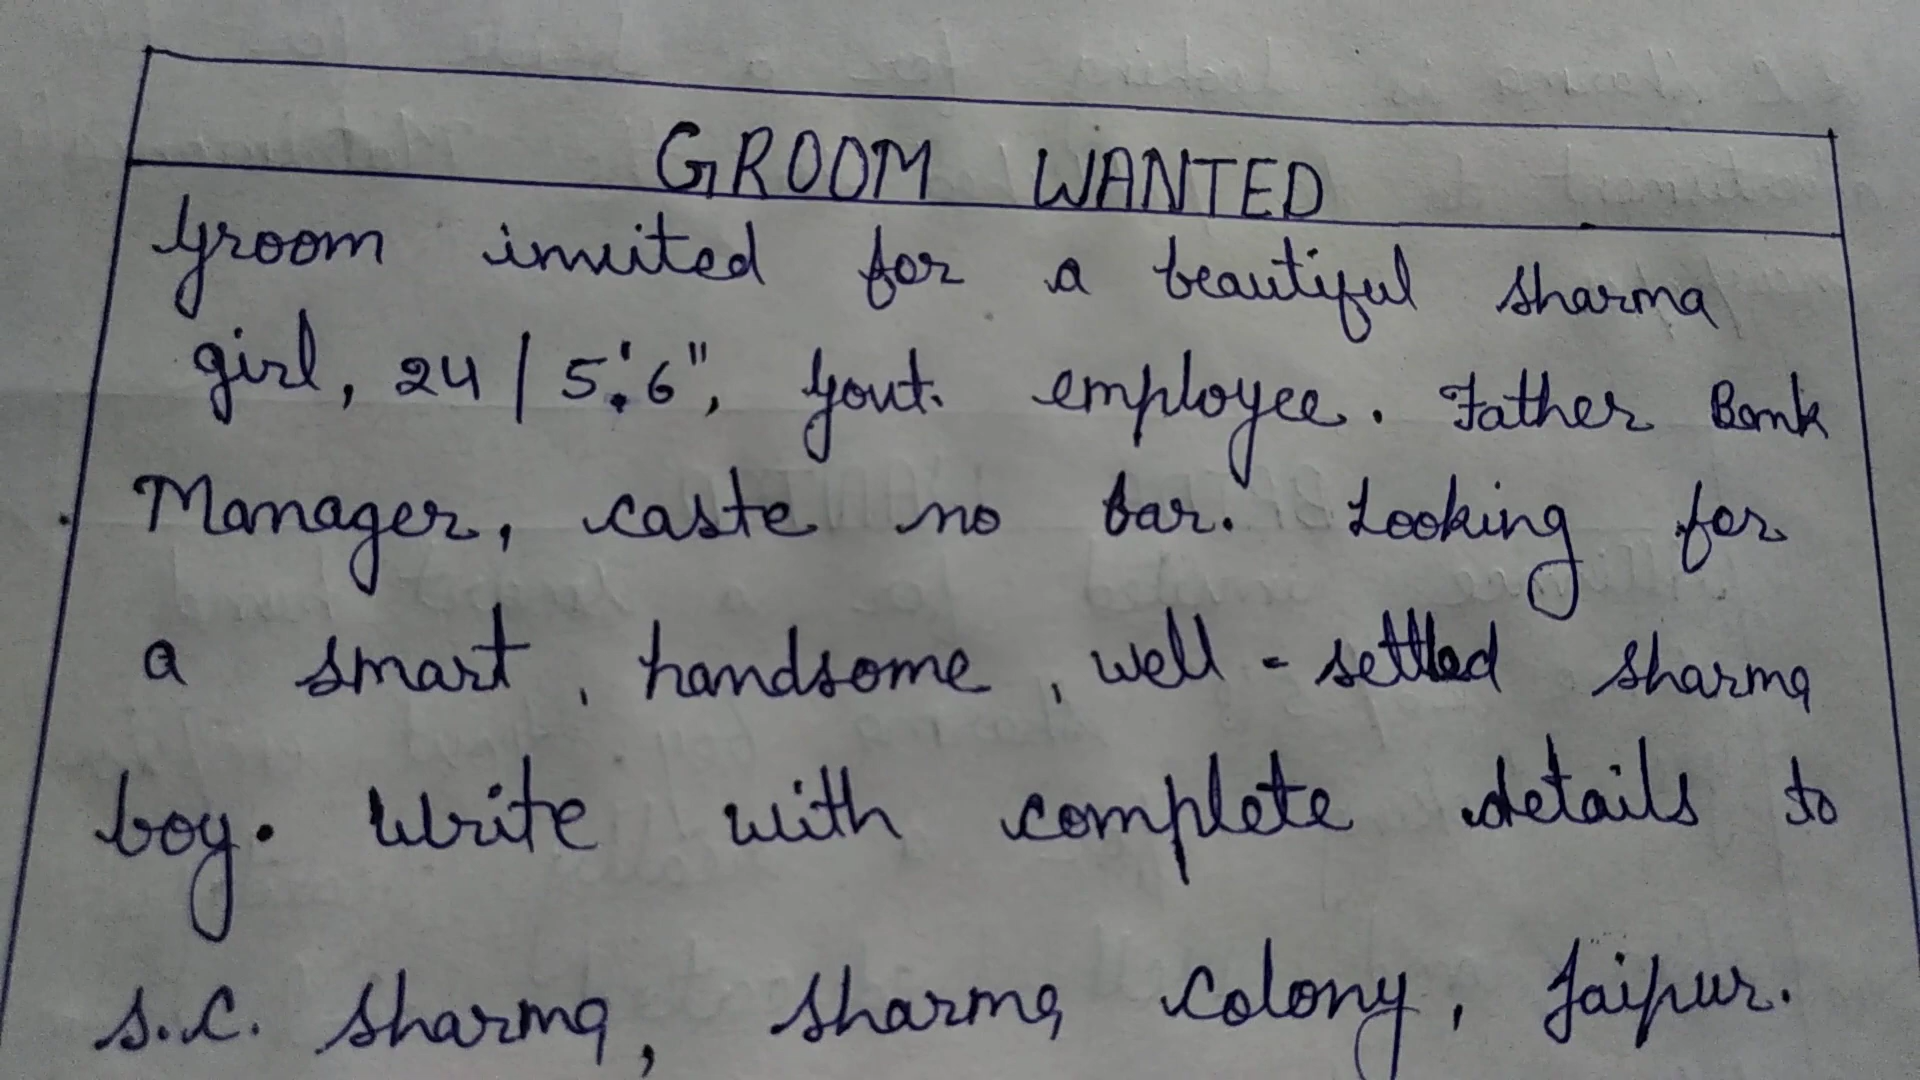 GROOM WANTED
Groom invited for a beautiful Sharma
girl, 24 | 5'.6", Govt. employee. Father Bank
Manager, caste no bar. Looking for
a smart, handsome, well-settled Sharma
boy. Write with complete details to
S.C. Sharma, Sharma Colony, Jaipur.